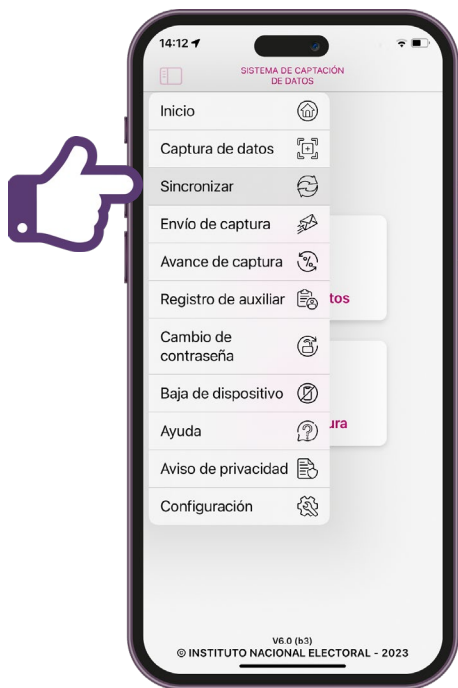 14:12
SISTEMA DE CAPTACIÓN
DE DATOS
Inicio
Captura de datos
Sincronizar
Envío de captura
Avance de captura
Registro de auxiliar
tos
Cambio de
contraseña
Baja de dispositivo
Ayuda
ura
Aviso de privacidad
Configuración
V6.0 (b3)
© INSTITUTO NACIONAL ELECTORAL - 2023